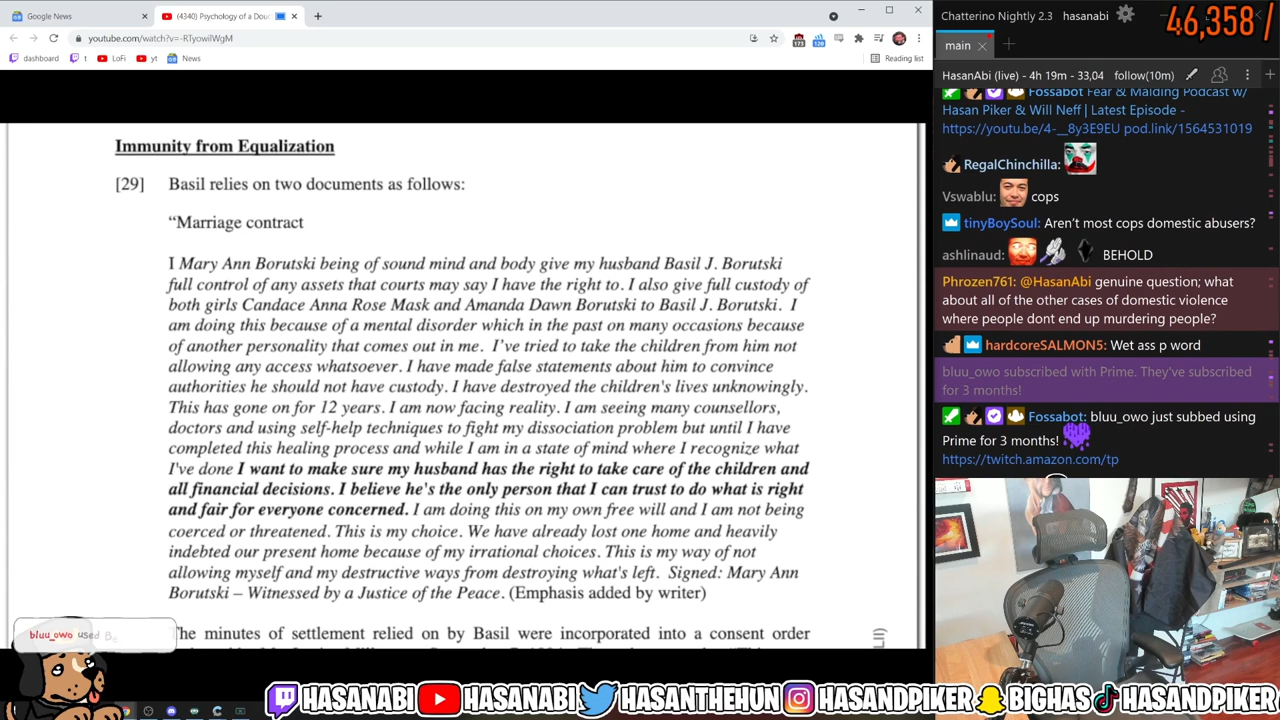 Google News
(4340) Psychology of a Dou
youtube.com/watch?v=-RTyowilWgM
173
120
dashboard
t
LoFi
yt
News
Reading list
Immunity from Equalization
[29] Basil relies on two documents as follows:
“Marriage contract
I Mary Ann Borutski being of sound mind and body give my husband Basil J. Borutski
full control of any assets that courts may say I have the right to. I also give full custody of
both girls Candace Anna Rose Mask and Amanda Dawn Borutski to Basil J. Borutski. I
am doing this because of a mental disorder which in the past on many occasions because
of another personality that comes out in me. I’ve tried to take the children from him not
allowing any access whatsoever. I have made false statements about him to convince
authorities he should not have custody. I have destroyed the children's lives unknowingly.
This has gone on for 12 years. I am now facing reality. I am seeing many counsellors,
doctors and using self-help techniques to fight my dissociation problem but until I have
completed this healing process and while I am in a state of mind where I recognize what
I've done I want to make sure my husband has the right to take care of the children and
all financial decisions. I believe he's the only person that I can trust to do what is right
and fair for everyone concerned. I am doing this on my own free will and I am not being
coerced or threatened. This is my choice. We have already lost one home and heavily
indebted our present home because of my irrational choices. This is my way of not
allowing myself and my destructive ways from destroying what's left. Signed: Mary Ann
Borutski – Witnessed by a Justice of the Peace. (Emphasis added by writer)
The minutes of settlement relied on by Basil were incorporated into a consent order
bluu_owo used
Chatterino Nightly 2.3
hasanabi
46,358 /
main
HasanAbi (live) - 4h 19m - 33,04
follow(10m)
Fossabot Fear & Malding Podcast w/
Hasan Piker & Will Neff | Latest Episode -
https://youtu.be/4-__8y3E9EU pod.link/1564531019
RegalChinchilla:
Vswablu: cops
tinyBoySoul: Aren’t most cops domestic abusers?
ashlinaud: BEHOLD
Phrozen761: @HasanAbi genuine question; what
about all of the other cases of domestic violence
where people dont end up murdering people?
hardcoreSALMON5: Wet ass p word
bluu_owo subscribed with Prime. They've subscribed
for 3 months!
Fossabot: bluu_owo just subbed using
Prime for 3 months!
https://twitch.amazon.com/tp
HASANABI HASANABI HASANTHEHUN HASANDPIKER BIGHAS HASANDPIKER